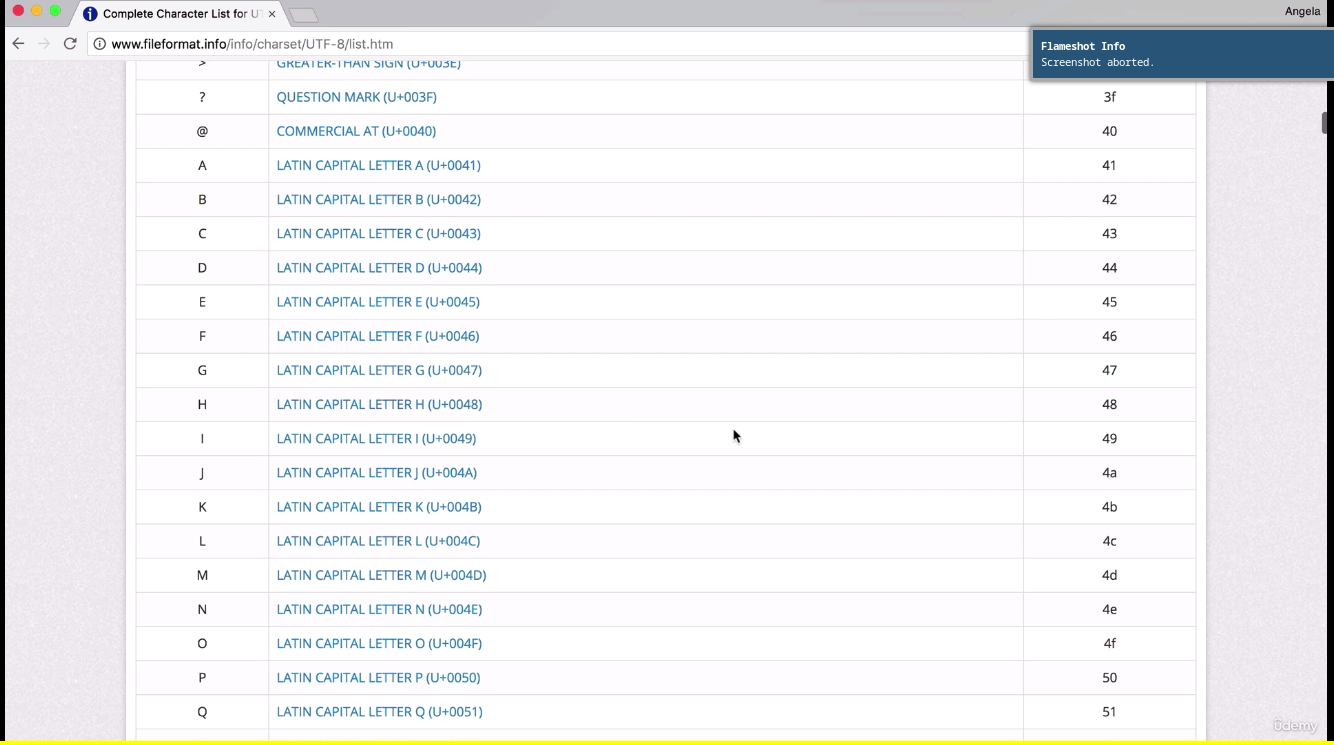 Complete Character List for UT
Angela
www.fileformat.info/info/charset/UTF-8/list.htm
Flameshot Info
Screenshot aborted.
> GREATER-THAN SIGN (U+003E)
? QUESTION MARK (U+003F) 3f
@ COMMERCIAL AT (U+0040) 40
A LATIN CAPITAL LETTER A (U+0041) 41
B LATIN CAPITAL LETTER B (U+0042) 42
C LATIN CAPITAL LETTER C (U+0043) 43
D LATIN CAPITAL LETTER D (U+0044) 44
E LATIN CAPITAL LETTER E (U+0045) 45
F LATIN CAPITAL LETTER F (U+0046) 46
G LATIN CAPITAL LETTER G (U+0047) 47
H LATIN CAPITAL LETTER H (U+0048) 48
I LATIN CAPITAL LETTER I (U+0049) 49
J LATIN CAPITAL LETTER J (U+004A) 4a
K LATIN CAPITAL LETTER K (U+004B) 4b
L LATIN CAPITAL LETTER L (U+004C) 4c
M LATIN CAPITAL LETTER M (U+004D) 4d
N LATIN CAPITAL LETTER N (U+004E) 4e
O LATIN CAPITAL LETTER O (U+004F) 4f
P LATIN CAPITAL LETTER P (U+0050) 50
Q LATIN CAPITAL LETTER Q (U+0051) 51
ûdemy